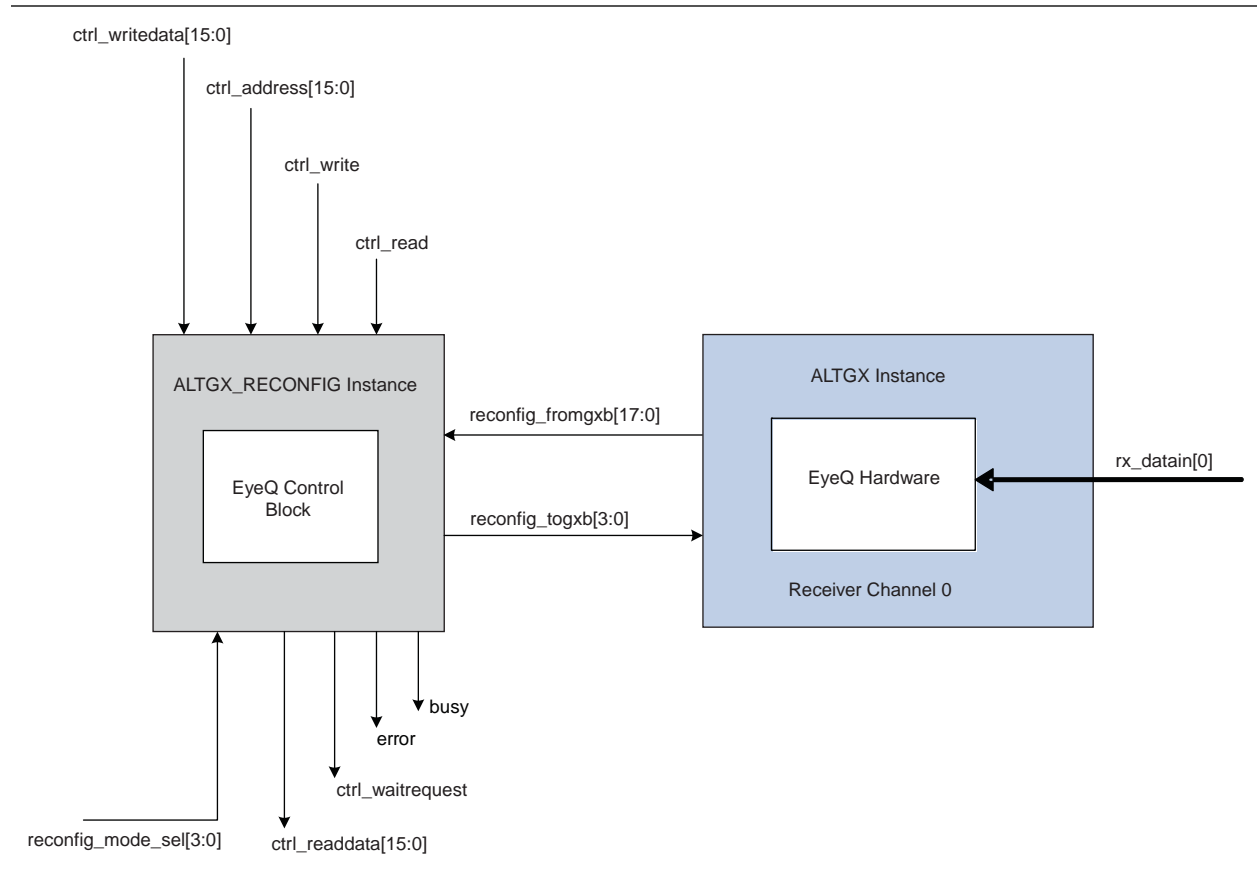 ctrl_writedata[15:0]
ctrl_address[15:0]
ctrl_write
ctrl_read
ALTGX_RECONFIG Instance
EyeQ Control
Block
reconfig_fromgxb[17:0]
reconfig_togxb[3:0]
ALTGX Instance
EyeQ Hardware
Receiver Channel 0
rx_datain[0]
busy
error
ctrl_waitrequest
reconfig_mode_sel[3:0]
ctrl_readdata[15:0]